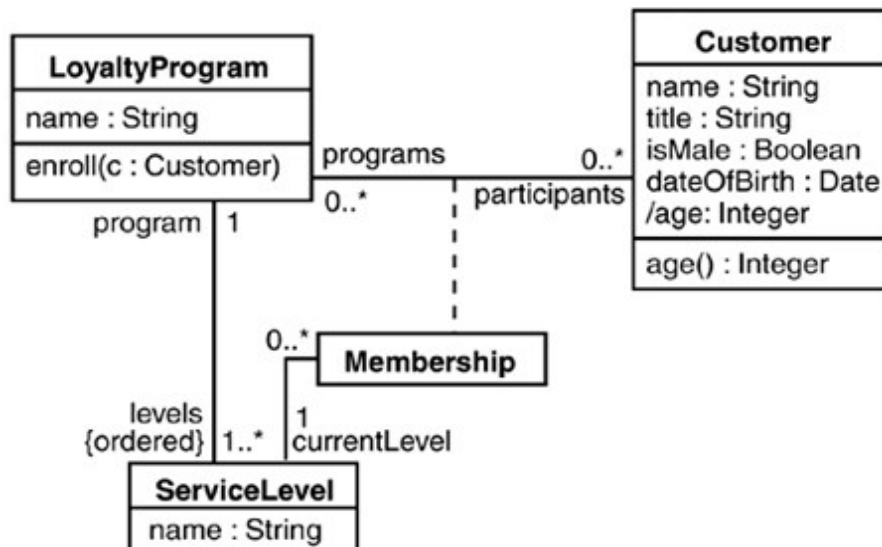 LoyaltyProgram
name : String
enroll(c : Customer)
Customer
name : String
title : String
isMale : Boolean
dateOfBirth : Date
/age: Integer
age() : Integer
programs
0..*
0..*
participants
program
1
0..*
Membership
levels
{ordered}
1..*
1
currentLevel
ServiceLevel
name : String